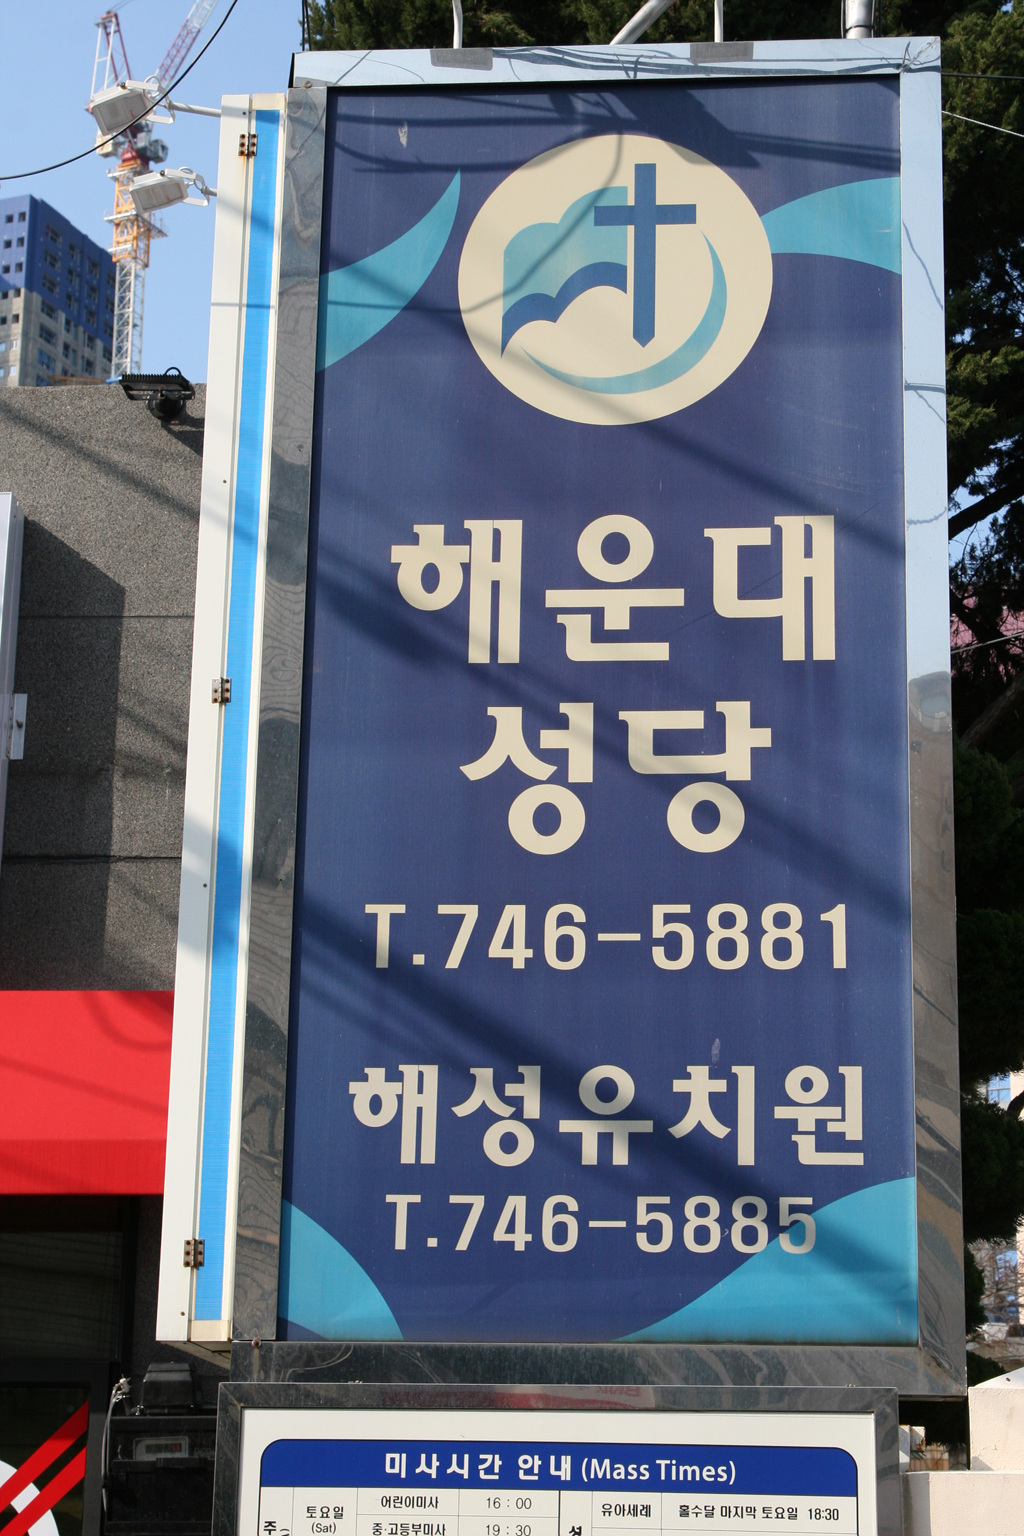 해운대
성당
T.746-5881
해성유치원
T.746-5885
미사시간 안내 (Mass Times)
토요일
(Sat)
어린이미사 16:00
중·고등부미사 19:30
유아세례 홀수달 마지막 토요일 18:30